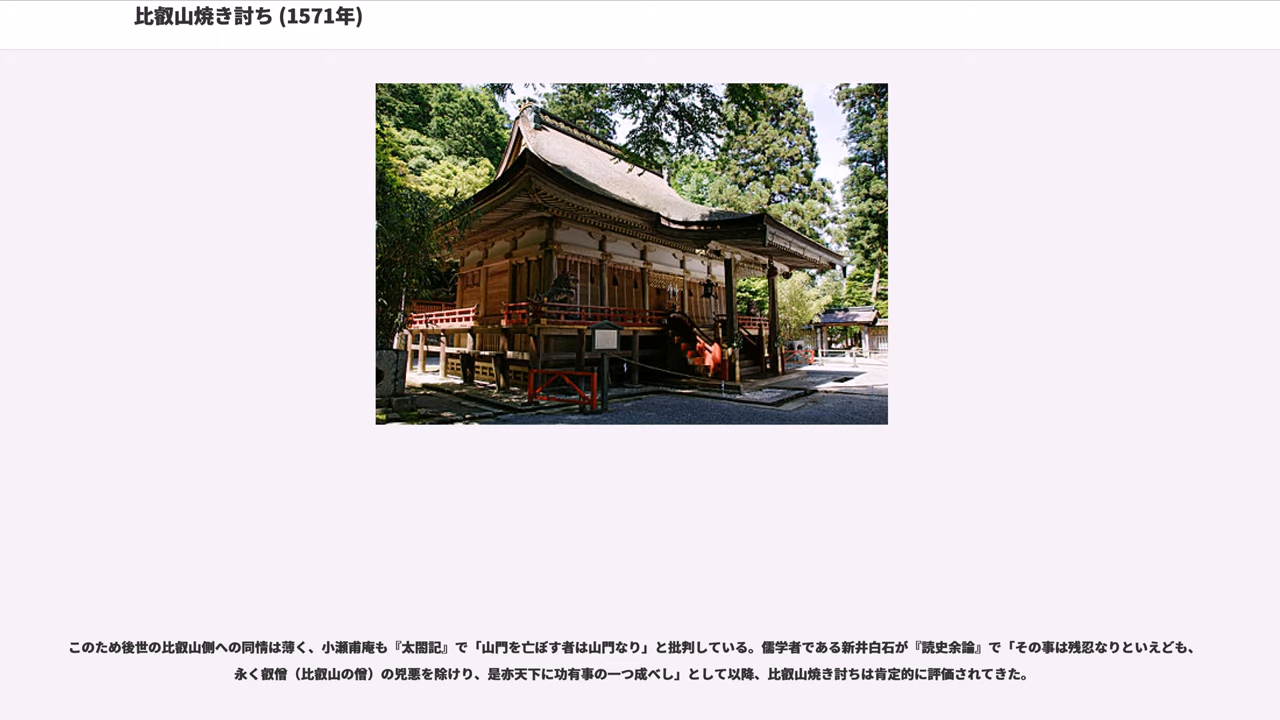 比叡山焼き討ち (1571年)
このため後世の比叡山側への同情は薄く、小瀬甫庵も『太閤記』で「山門を亡ぼす者は山門なり」と批判している。儒学者である新井白石が『読史余論』で「その事は残忍なりといえども、
永く叡僧（比叡山の僧）の兇悪を除けり、是亦天下に功有事の一つ成べし」として以降、比叡山焼き討ちは肯定的に評価されてきた。